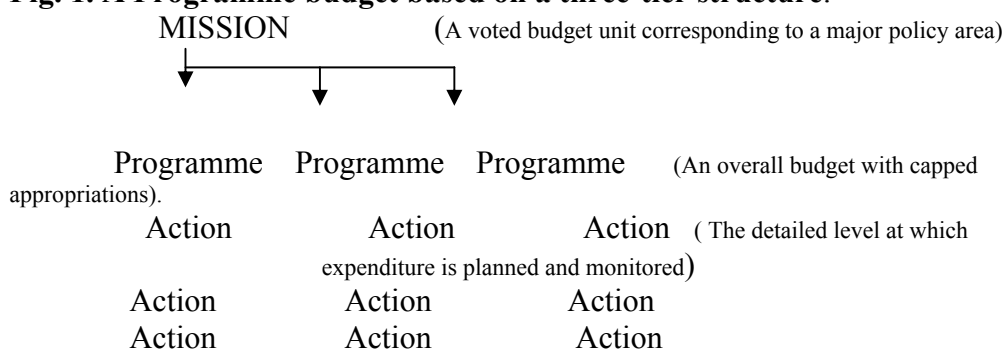 Fig. 1. A Programme budget based on a three-tier structure.
MISSION (A voted budget unit corresponding to a major policy area)
Programme Programme Programme (An overall budget with capped
appropriations).
Action Action Action ( The detailed level at which
expenditure is planned and monitored)
Action Action Action
Action Action Action